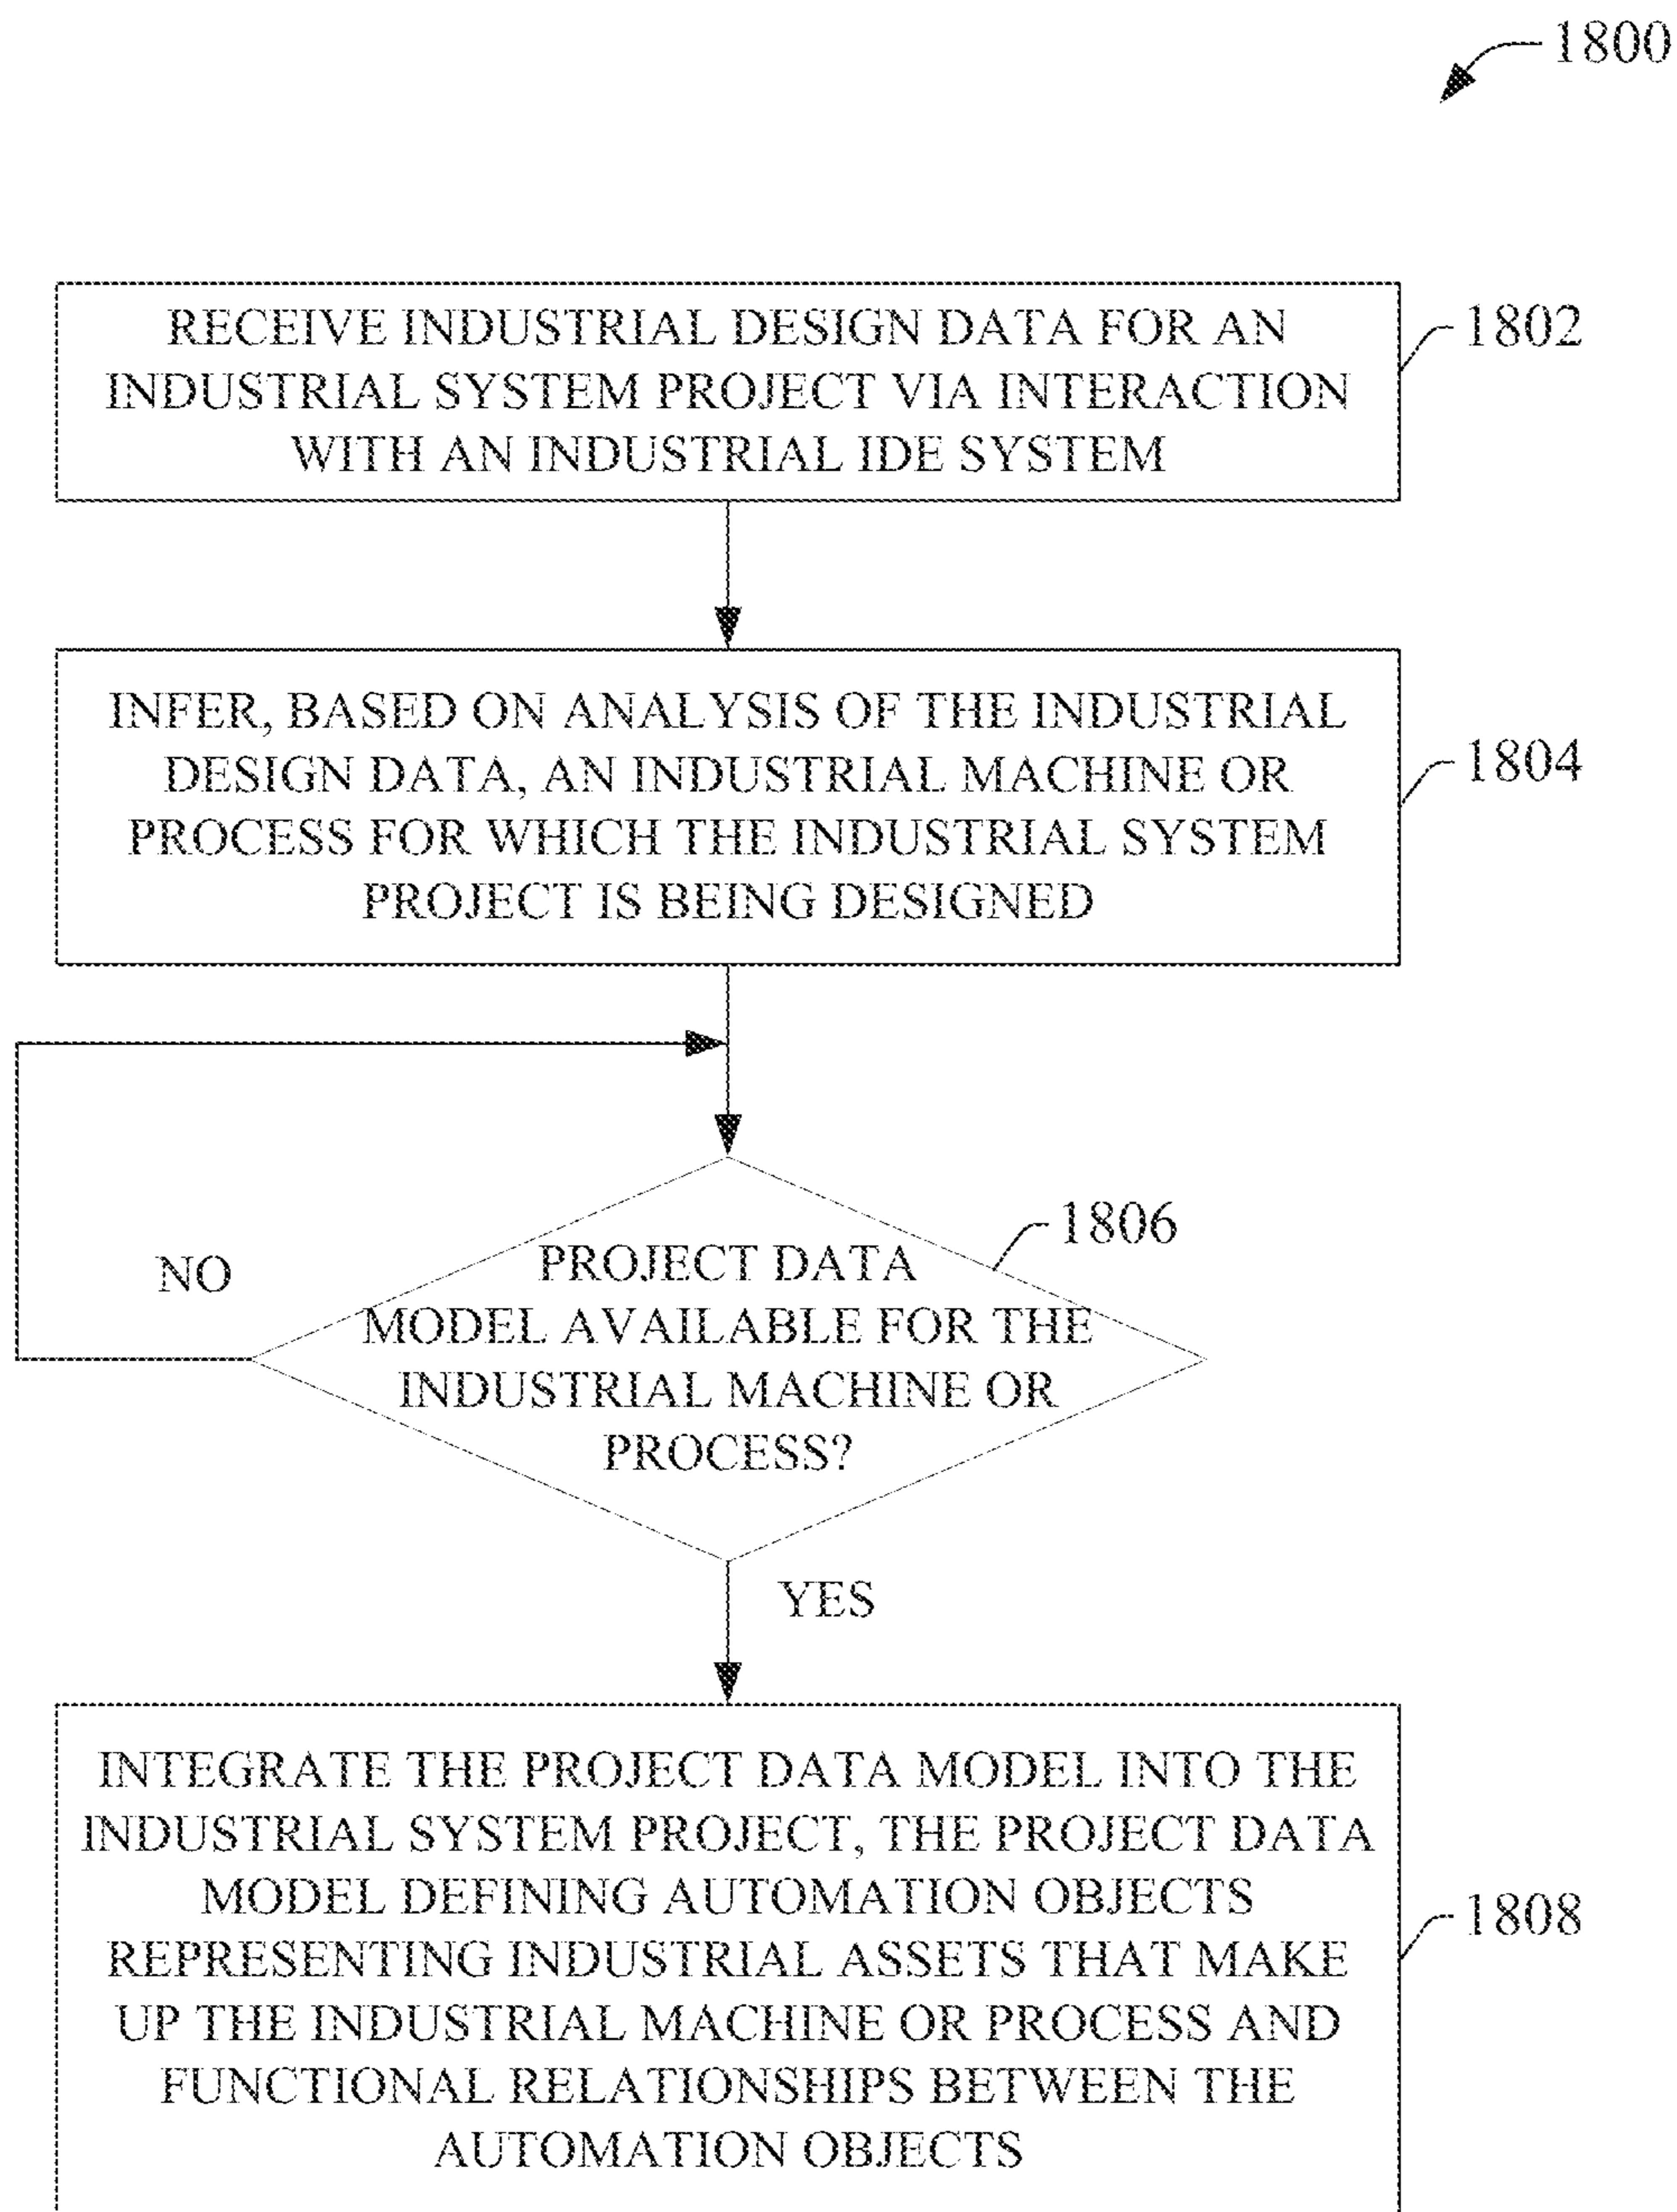 1800
RECEIVE INDUSTRIAL DESIGN DATA FOR AN
INDUSTRIAL SYSTEM PROJECT VIA INTERACTION
WITH AN INDUSTRIAL IDE SYSTEM
1802
INFER, BASED ON ANALYSIS OF THE INDUSTRIAL
DESIGN DATA, AN INDUSTRIAL MACHINE OR
PROCESS FOR WHICH THE INDUSTRIAL SYSTEM
PROJECT IS BEING DESIGNED
1804
NO
PROJECT DATA
MODEL AVAILABLE FOR THE
INDUSTRIAL MACHINE OR
PROCESS?
1806
YES
INTEGRATE THE PROJECT DATA MODEL INTO THE
INDUSTRIAL SYSTEM PROJECT, THE PROJECT DATA
MODEL DEFINING AUTOMATION OBJECTS
REPRESENTING INDUSTRIAL ASSETS THAT MAKE
UP THE INDUSTRIAL MACHINE OR PROCESS AND
FUNCTIONAL RELATIONSHIPS BETWEEN THE
AUTOMATION OBJECTS
1808